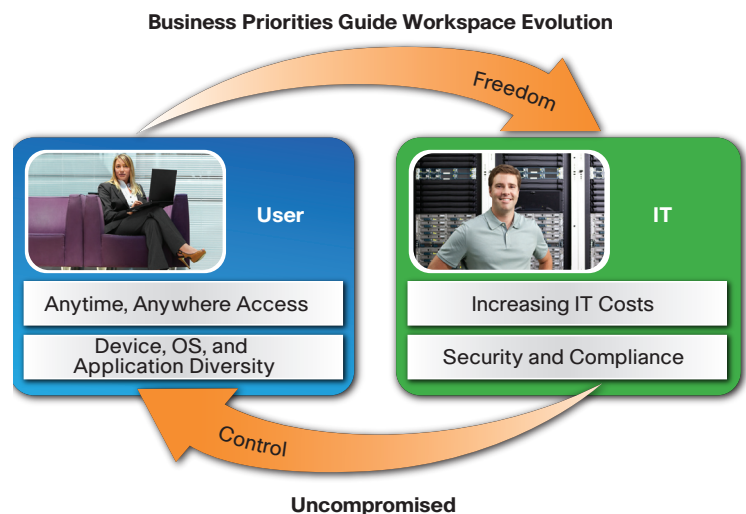 Business Priorities Guide Workspace Evolution
Freedom
User
Anytime, Anywhere Access
Device, OS, and
Application Diversity
IT
Increasing IT Costs
Security and Compliance
Control
Uncompromised